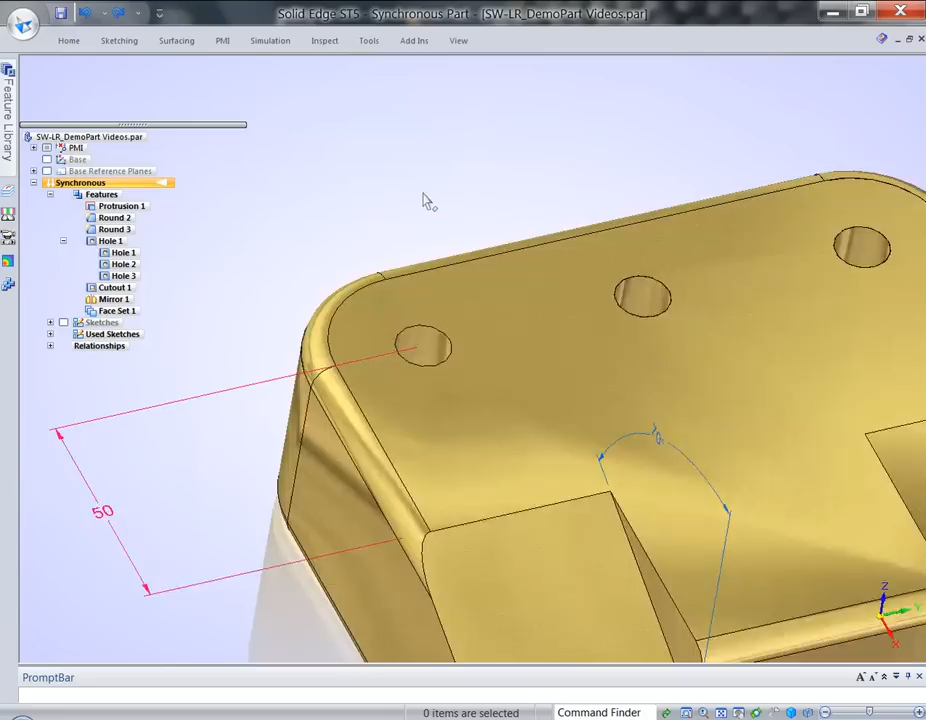 Solid Edge ST5 - Synchronous Part - [SW-LR_DemoPart Videos.par]
Home Sketching Surfacing PMI Simulation Inspect Tools Add Ins View
Feature Library
SW-LR_DemoPart Videos.par
PMI
Base
Base Reference Planes
Synchronous
Features
Protrusion 1
Round 2
Round 3
Hole 1
Hole 1
Hole 2
Hole 3
Cutout 1
Mirror 1
Face Set 1
Sketches
Used Sketches
Relationships
50
Z
Y
X
PromptBar
0 items are selected
Command Finder